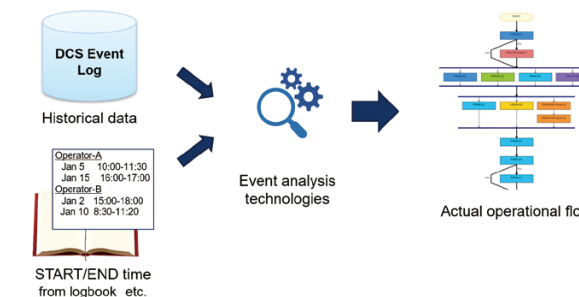 DCS Event
Log
Historical data
Operator-A
Jan 5 10:00-11:30
Jan 15 16:00-17:00
Operator-B
Jan 2 15:00-18:00
Jan 10 8:30-11:20
START/END time
from logbook etc.
Event analysis
technologies
Actual operational flo